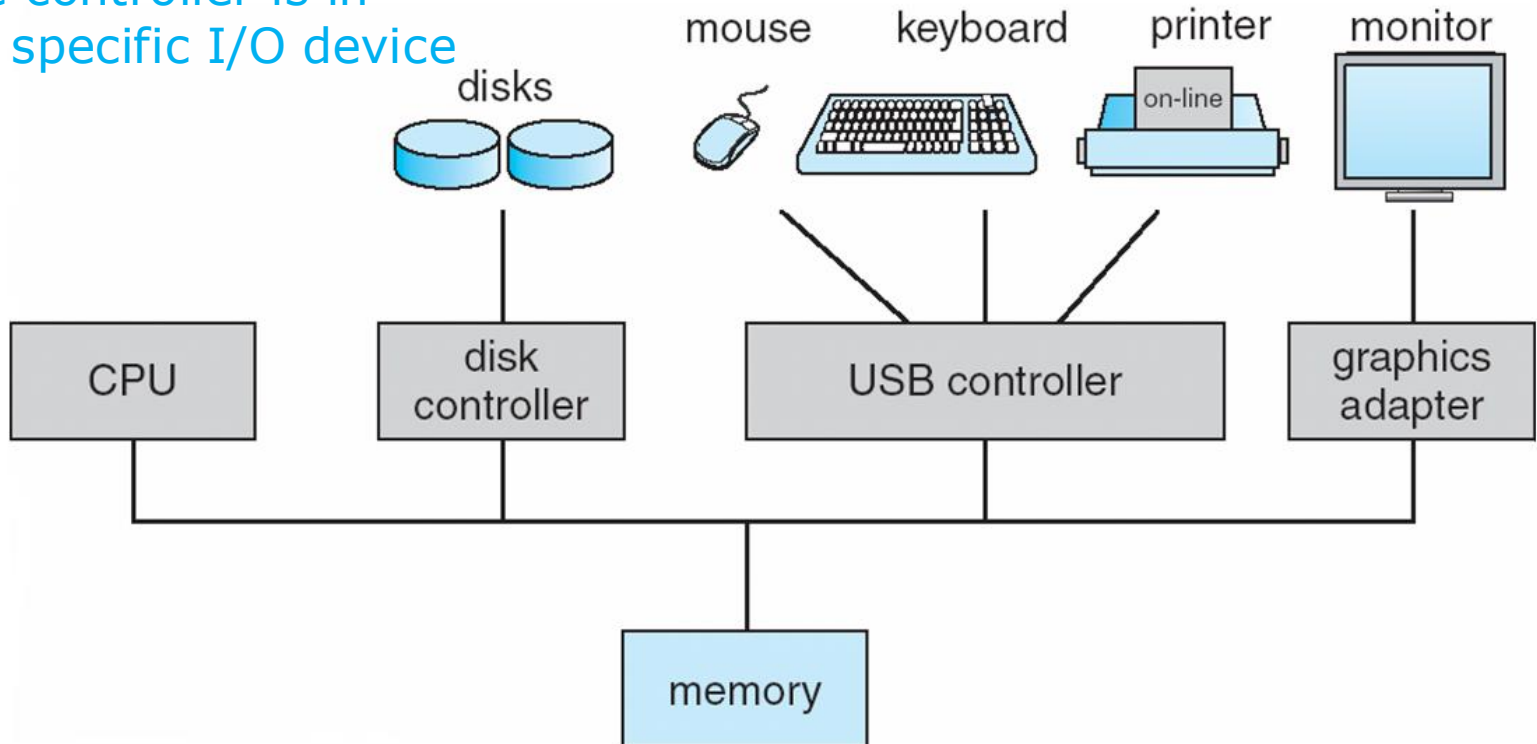 controller is in
specific I/O device
mouse
keyboard
printer
monitor
disks
on-line
CPU
disk
controller
USB controller
graphics
adapter
memory